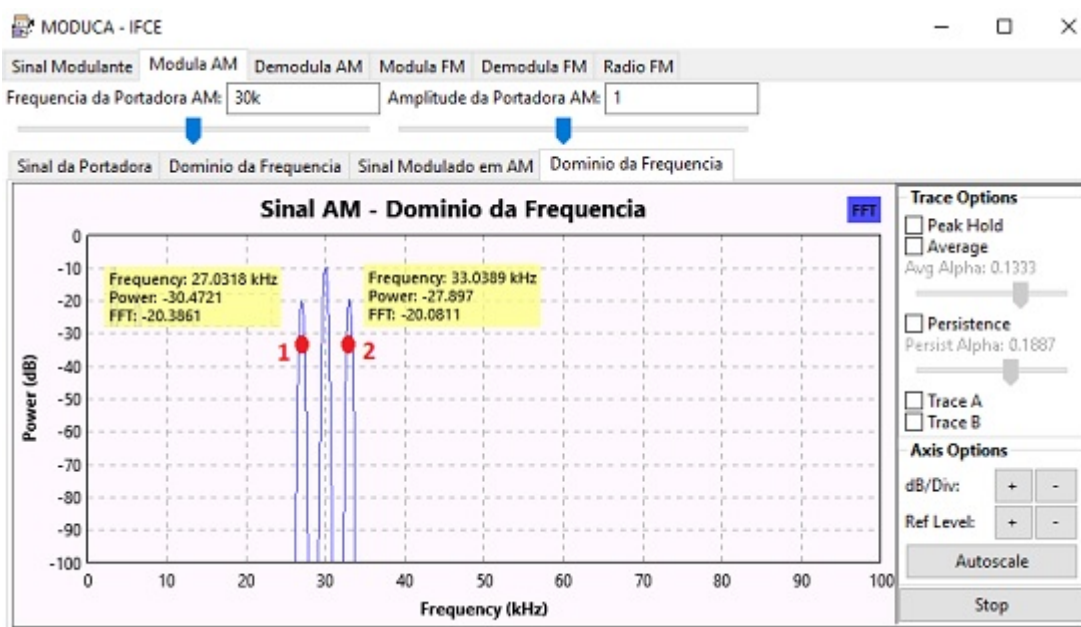 MODUCA - IFCE
Sinal Modulante Modula AM Demodula AM Modula FM Demodula FM Radio FM
Frequencia da Portadora AM: 30k Amplitude da Portadora AM: 1
Sinal da Portadora Dominio da Frequencia Sinal Modulado em AM Dominio da Frequencia
Sinal AM - Dominio da Frequencia
FFT
Power (dB)
0
-10
-20
-30
-40
-50
-60
-70
-80
-90
-100
Frequency: 27.0318 kHz
Power: -30.4721
FFT: -20.3861
Frequency: 33.0389 kHz
Power: -27.897
FFT: -20.0811
1 2
0 10 20 30 40 50 60 70 80 90 100
Frequency (kHz)
Trace Options
Peak Hold
Average
Avg Alpha: 0.1333
Persistence
Persist Alpha: 0.1887
Trace A
Trace B
Axis Options
dB/Div: + -
Ref Level: + -
Autoscale
Stop